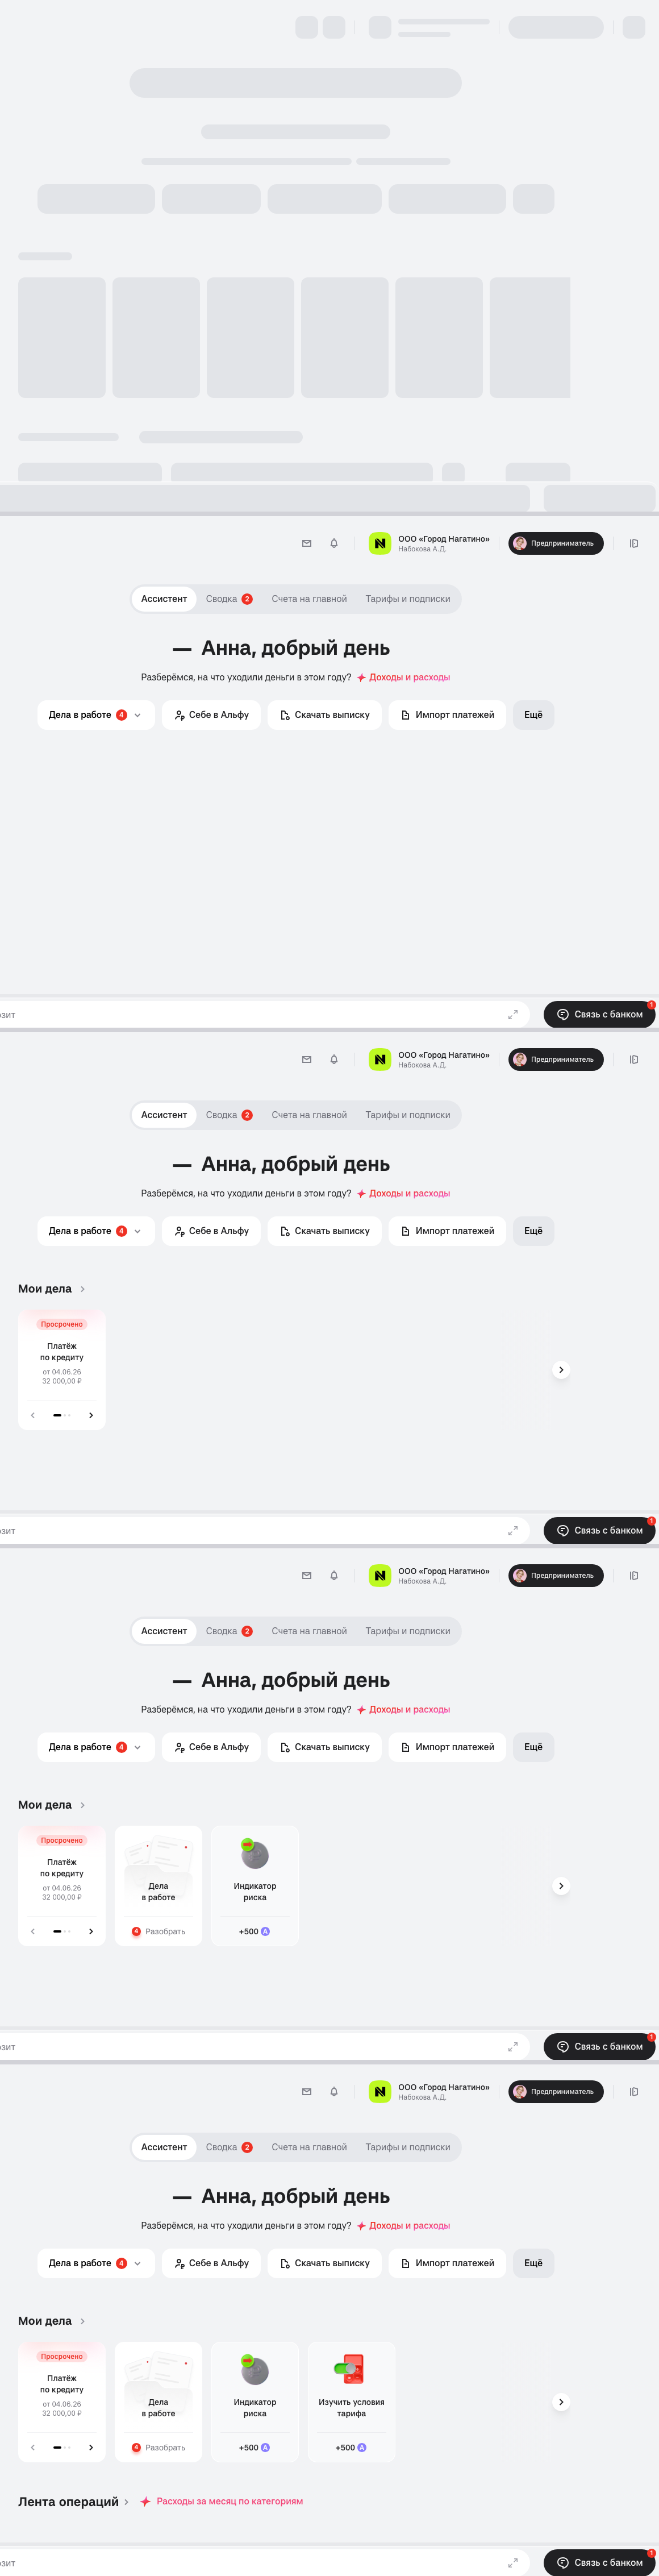 ООО «Город Нагатино»
Набокова А.Д.
Предприниматель
Ассистент
Сводка 2
Счета на главной
Тарифы и подписки
— Анна, добрый день
Разберёмся, на что уходили деньги в этом году? Доходы и расходы
Дела в работе 4
Себе в Альфу
Скачать выписку
Импорт платежей
Ещё
озит
Связь с банком
1
ООО «Город Нагатино»
Набокова А.Д.
Предприниматель
Ассистент
Сводка 2
Счета на главной
Тарифы и подписки
— Анна, добрый день
Разберёмся, на что уходили деньги в этом году? Доходы и расходы
Дела в работе 4
Себе в Альфу
Скачать выписку
Импорт платежей
Ещё
Мои дела
Просрочено
Платёж
по кредиту
от 04.06.26
32 000,00 ₽
озит
Связь с банком
1
ООО «Город Нагатино»
Набокова А.Д.
Предприниматель
Ассистент
Сводка 2
Счета на главной
Тарифы и подписки
— Анна, добрый день
Разберёмся, на что уходили деньги в этом году? Доходы и расходы
Дела в работе 4
Себе в Альфу
Скачать выписку
Импорт платежей
Ещё
Мои дела
Просрочено
Платёж
по кредиту
от 04.06.26
32 000,00 ₽
Дела
в работе
4 Разобрать
Индикатор
риска
+500
озит
Связь с банком
1
ООО «Город Нагатино»
Набокова А.Д.
Предприниматель
Ассистент
Сводка 2
Счета на главной
Тарифы и подписки
— Анна, добрый день
Разберёмся, на что уходили деньги в этом году? Доходы и расходы
Дела в работе 4
Себе в Альфу
Скачать выписку
Импорт платежей
Ещё
Мои дела
Просрочено
Платёж
по кредиту
от 04.06.26
32 000,00 ₽
Дела
в работе
4 Разобрать
Индикатор
риска
+500
Изучить условия
тарифа
+500
Лента операций
Расходы за месяц по категориям
озит
Связь с банком
1